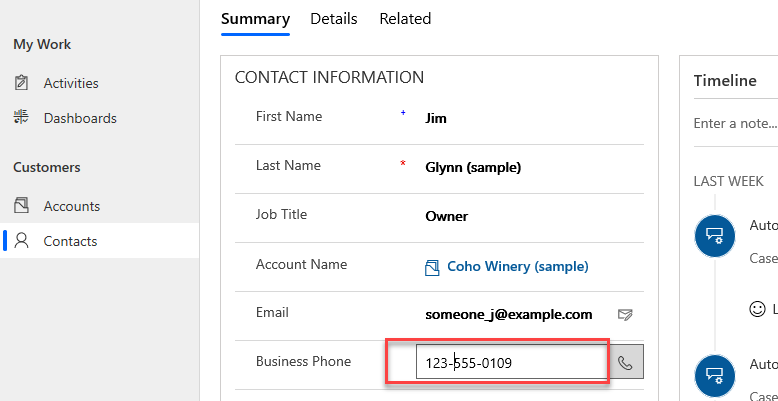 Summary Details Related
My Work
Activities
Dashboards
Customers
Accounts
Contacts
CONTACT INFORMATION
First Name + Jim
Last Name * Glynn (sample)
Job Title Owner
Account Name Coho Winery (sample)
Email someone_j@example.com
Business Phone 123-555-0109
Timeline
Enter a note...
LAST WEEK
Auto
Case
L
Auto
Case